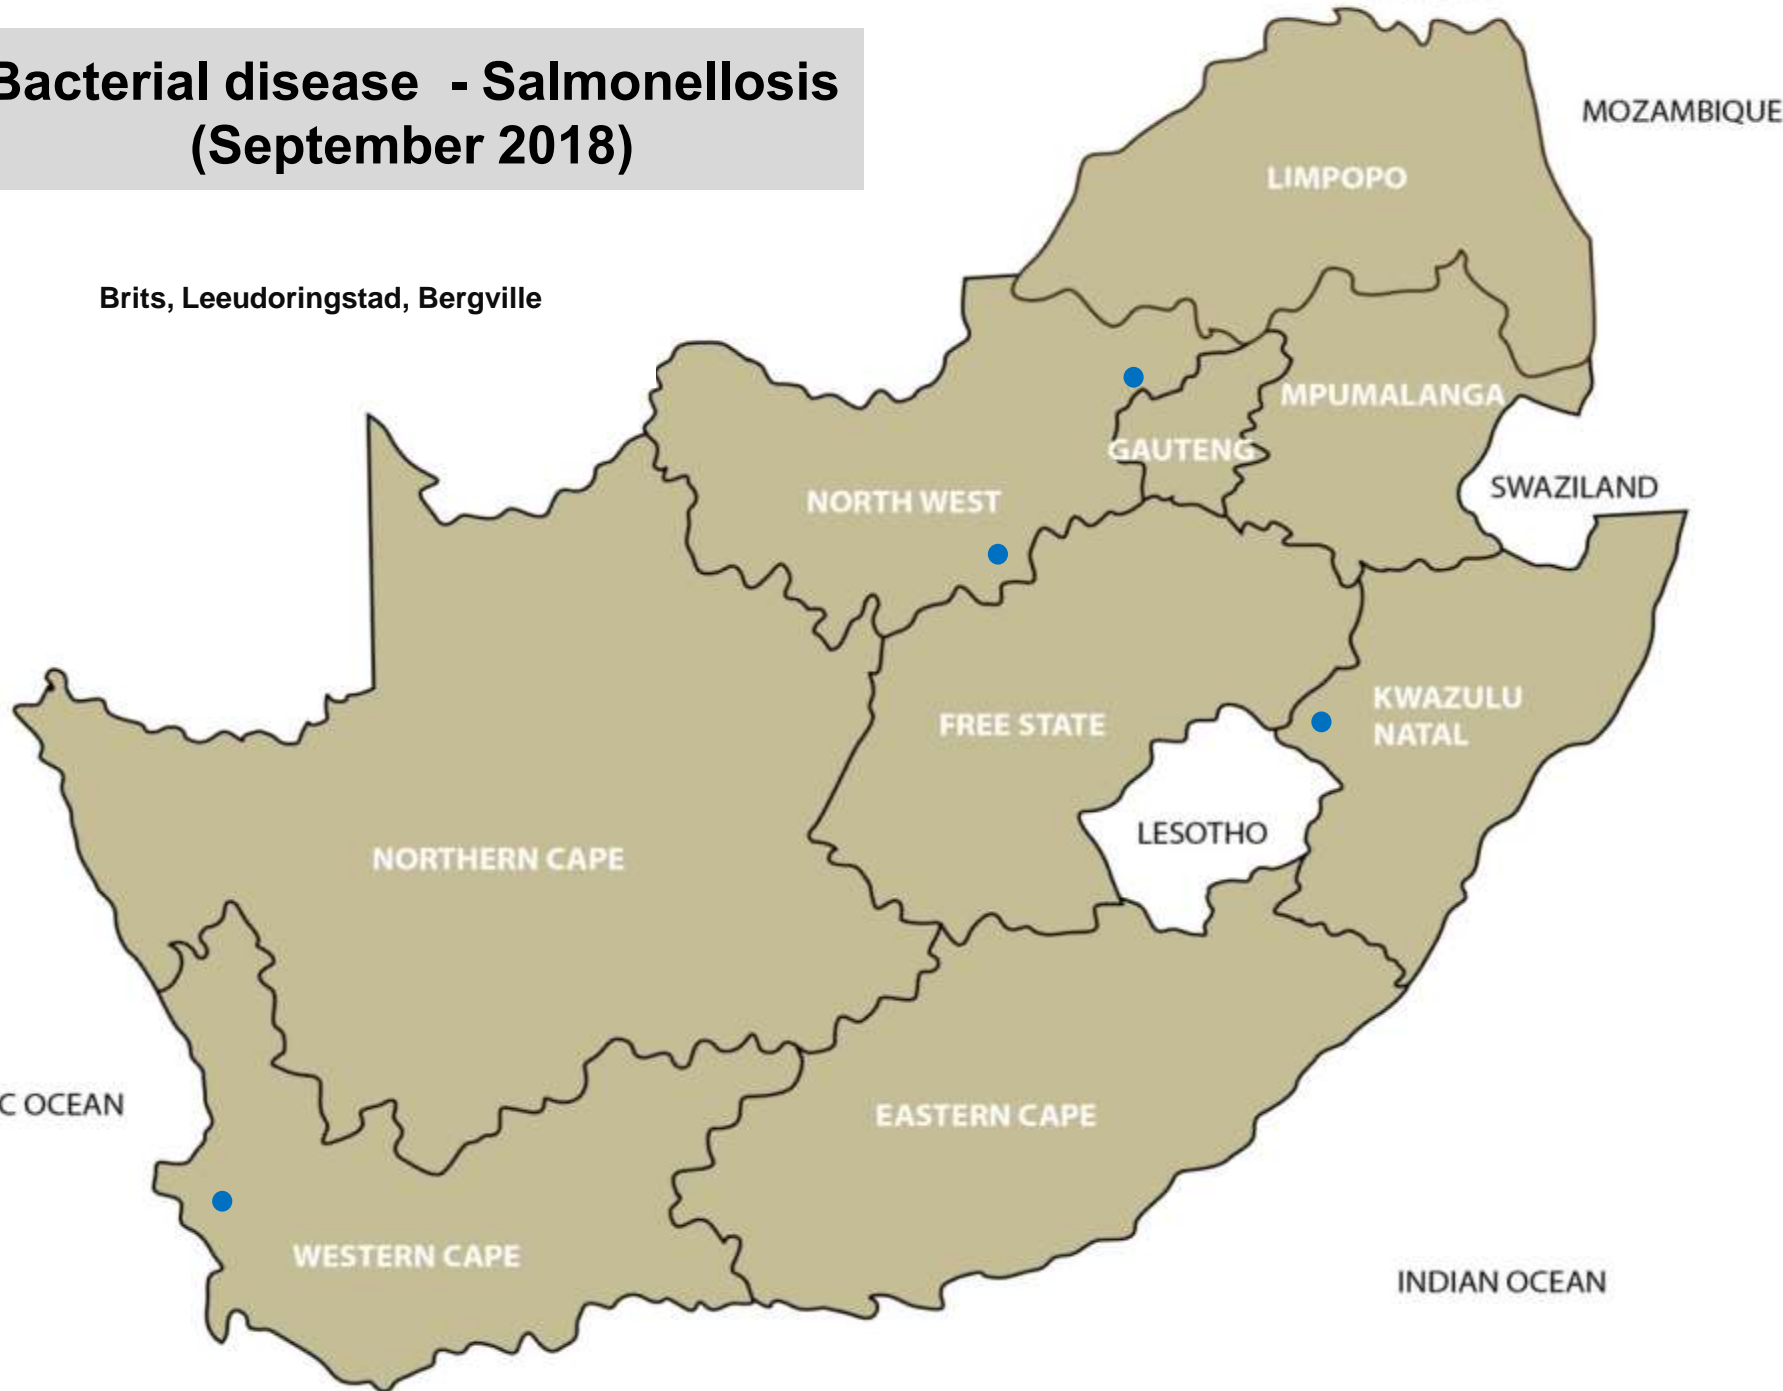 Bacterial disease - Salmonellosis
(September 2018)
MOZAMBIQUE
LIMPOPO
Brits, Leeudoringstad, Bergville
MPUMALANGA
GAUTENG
SWAZILAND
NORTH WEST
KWAZULU
NATAL
FREE STATE
LESOTHO
NORTHERN CAPE
C OCEAN
EASTERN CAPE
WESTERN CAPE
INDIAN OCEAN